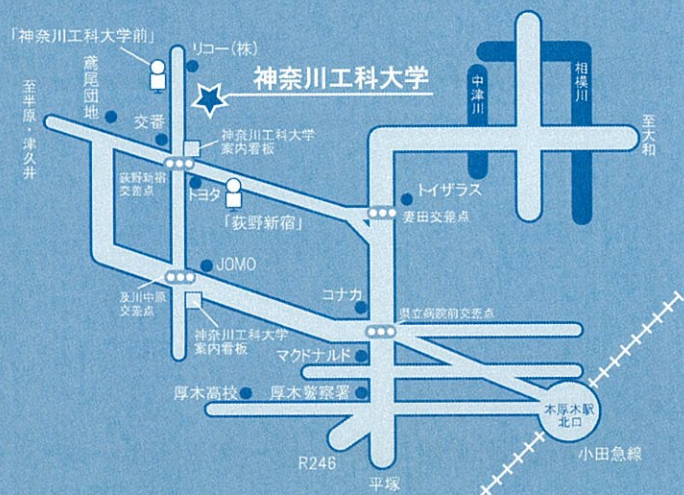 「神奈川工科大学前」
リコー(株)
神奈川工科大学
鳶尾団地
至半原・津久井
交番
神奈川工科大学
案内看板
荻野新宿
交差点
トヨタ
「荻野新宿」
中津川
相模川
至大和
トイザラス
妻田交差点
JOMO
及川中原
交差点
神奈川工科大学
案内看板
コナカ
県立病院前交差点
マクドナルド
厚木高校
厚木警察署
本厚木駅
北口
小田急線
R246
平塚